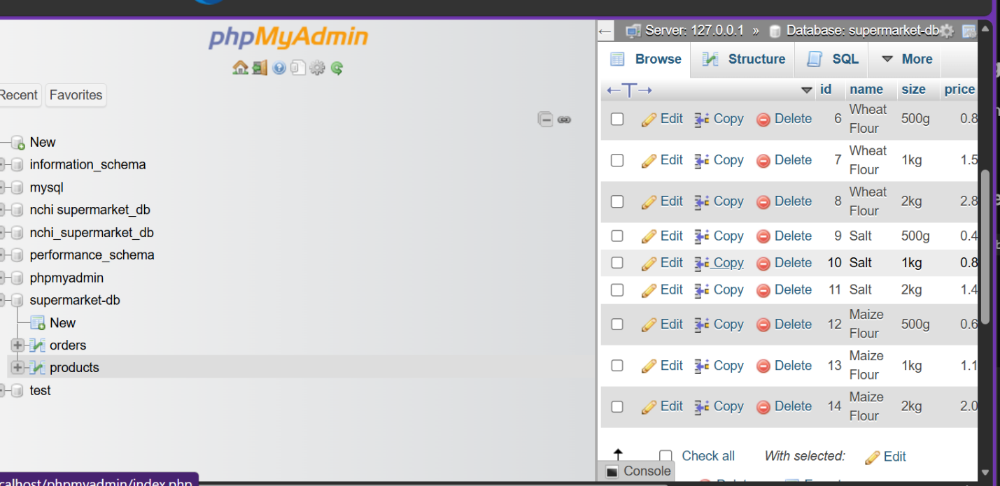 phpMyAdmin
Recent Favorites
New
information_schema
mysql
nchi supermarket_db
nchi_supermarket_db
performance_schema
phpmyadmin
supermarket-db
New
orders
products
test
calhost/phpmyadmin/index.php
Server: 127.0.0.1 » Database: supermarket-db
Browse Structure SQL More
id name size price
Edit Copy Delete 6 Wheat Flour 500g 0.8
Edit Copy Delete 7 Wheat Flour 1kg 1.5
Edit Copy Delete 8 Wheat Flour 2kg 2.8
Edit Copy Delete 9 Salt 500g 0.4
Edit Copy Delete 10 Salt 1kg 0.8
Edit Copy Delete 11 Salt 2kg 1.4
Edit Copy Delete 12 Maize Flour 500g 0.6
Edit Copy Delete 13 Maize Flour 1kg 1.1
Edit Copy Delete 14 Maize Flour 2kg 2.0
Check all With selected: Edit
Console